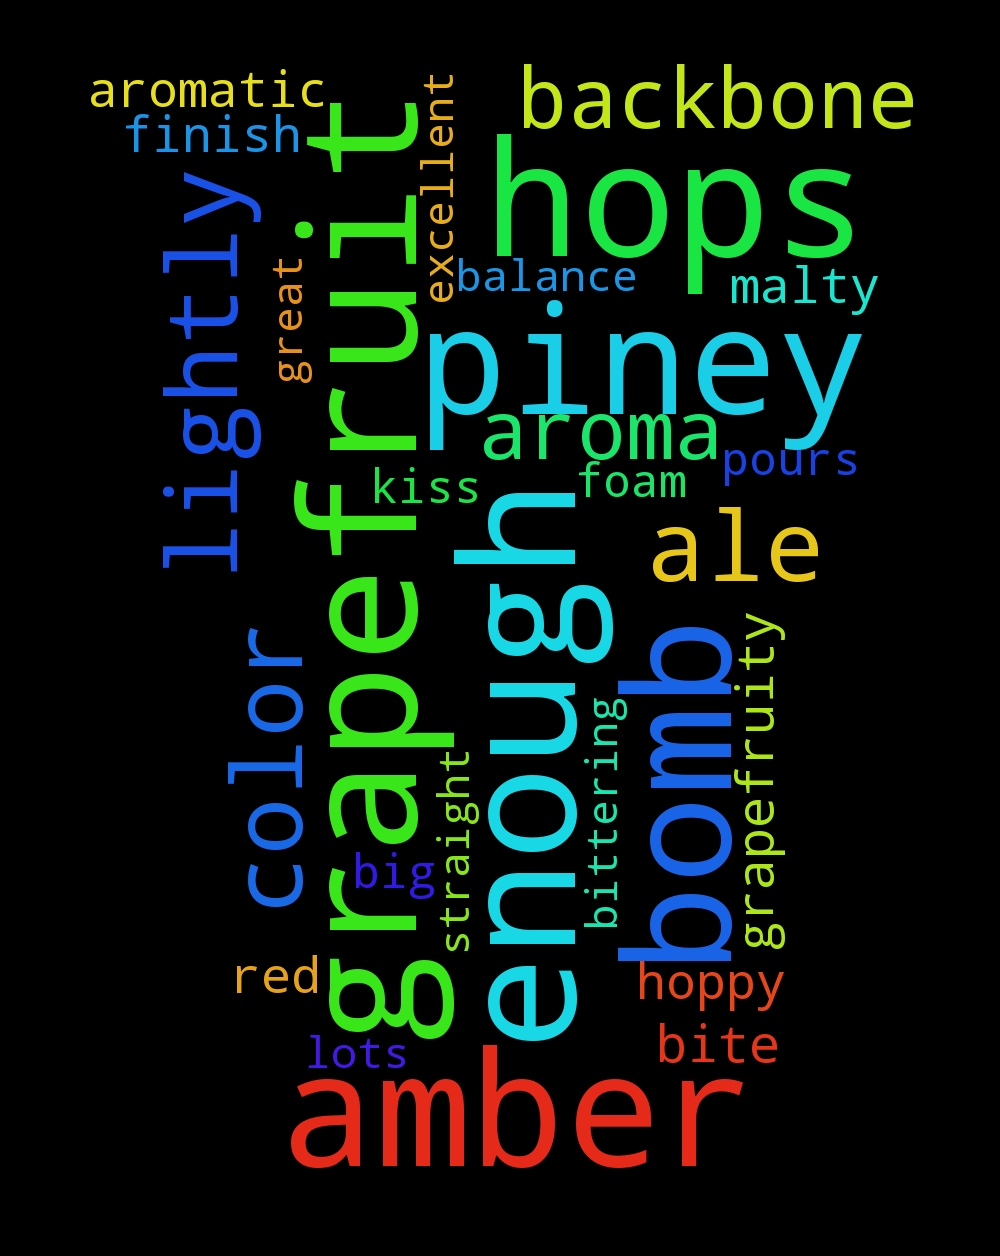 aromatic
backbone
finish
excellent
hops
lightly
grapefruit
great
balance
malty
piney
aroma
pours
kiss
foam
enough
ale
color
bomb
grapefruity
bittering
straight
big
red
hoppy
lots
bite
amber